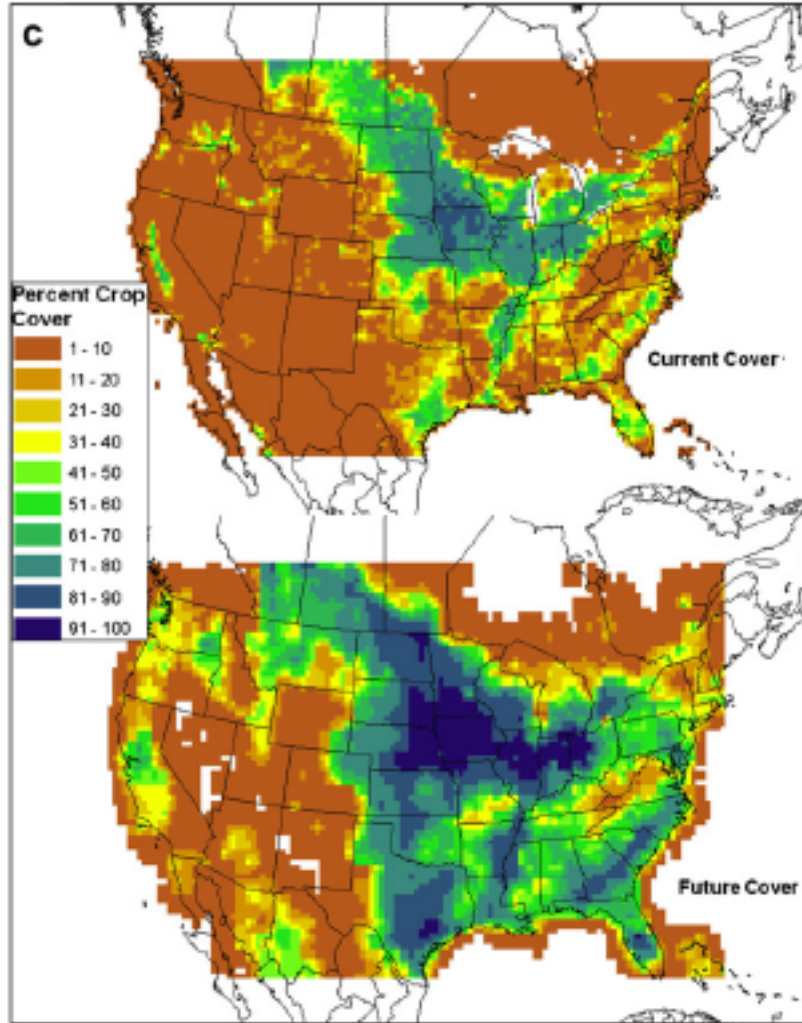 C
Percent Crop
Cover
1 - 10
11 - 20
21 - 30
31 - 40
41 - 50
51 - 60
61 - 70
71 - 80
81 - 90
91 - 100
Current Cover
Future Cover